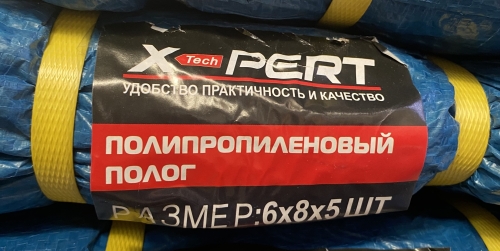 X Tech PERT
УДОБСТВО ПРАКТИЧНОСТЬ И КАЧЕСТВО
ПОЛИПРОПИЛЕНОВЫЙ
ПОЛОГ
РАЗМЕР:6х8х5 ШТ